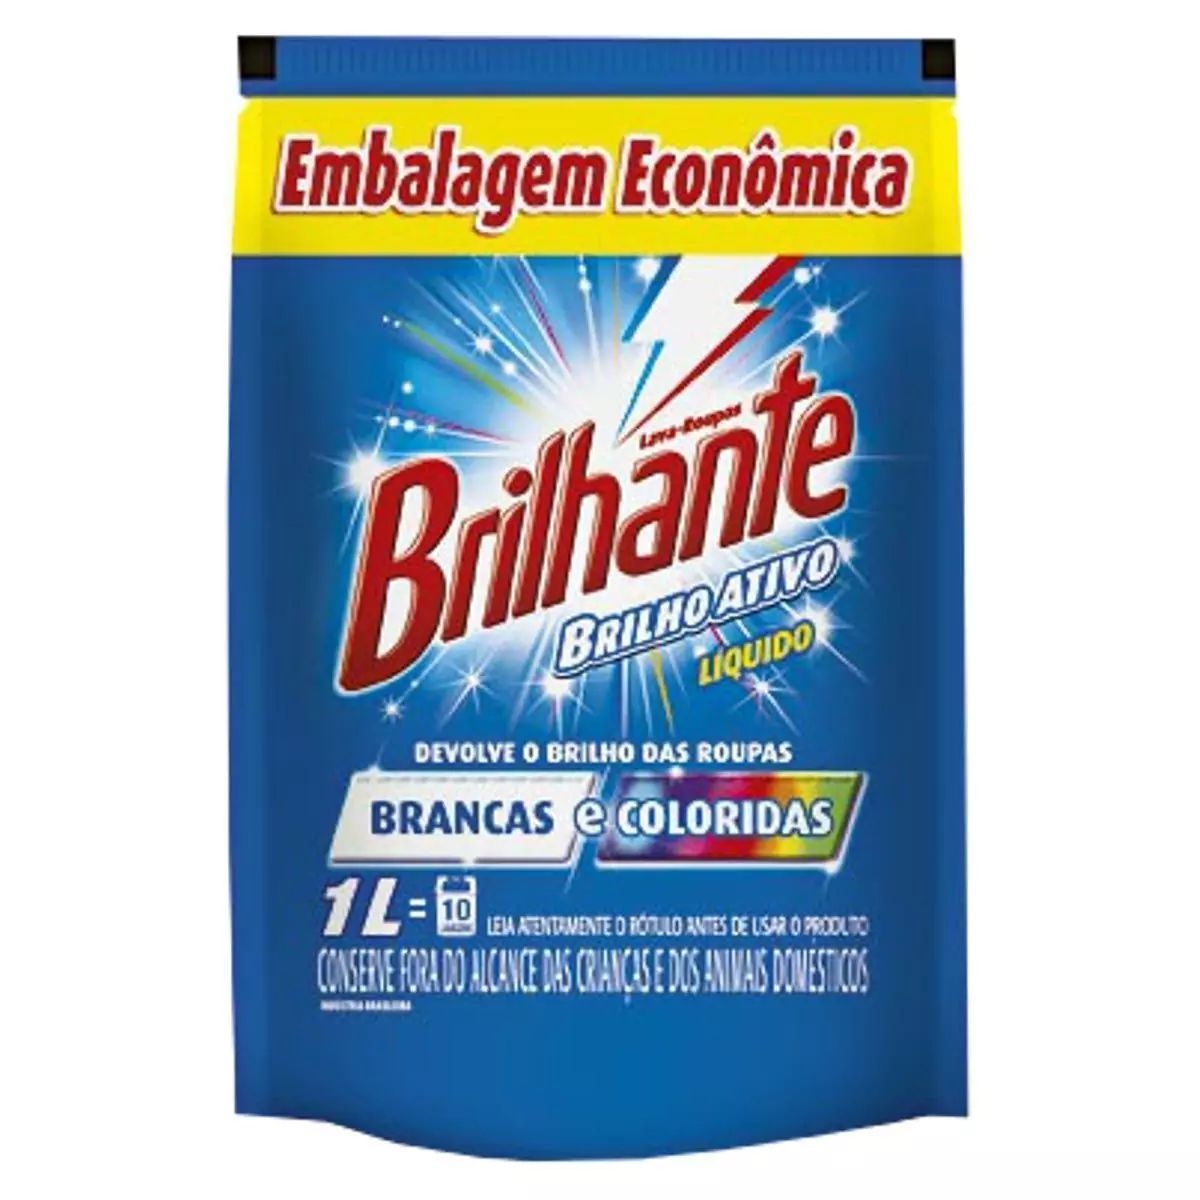 Embalagem Econômica
Lava-Roupas
Brilhante
BRILHO ATIVO
LÍQUIDO
DEVOLVE O BRILHO DAS ROUPAS
BRANCAS e COLORIDAS
1L = 10
LEIA ATENTAMENTE O RÓTULO ANTES DE USAR O PRODUTO
CONSERVE FORA DO ALCANCE DAS CRIANÇAS E DOS ANIMAIS DOMÉSTICOS
INDÚSTRIA BRASILEIRA